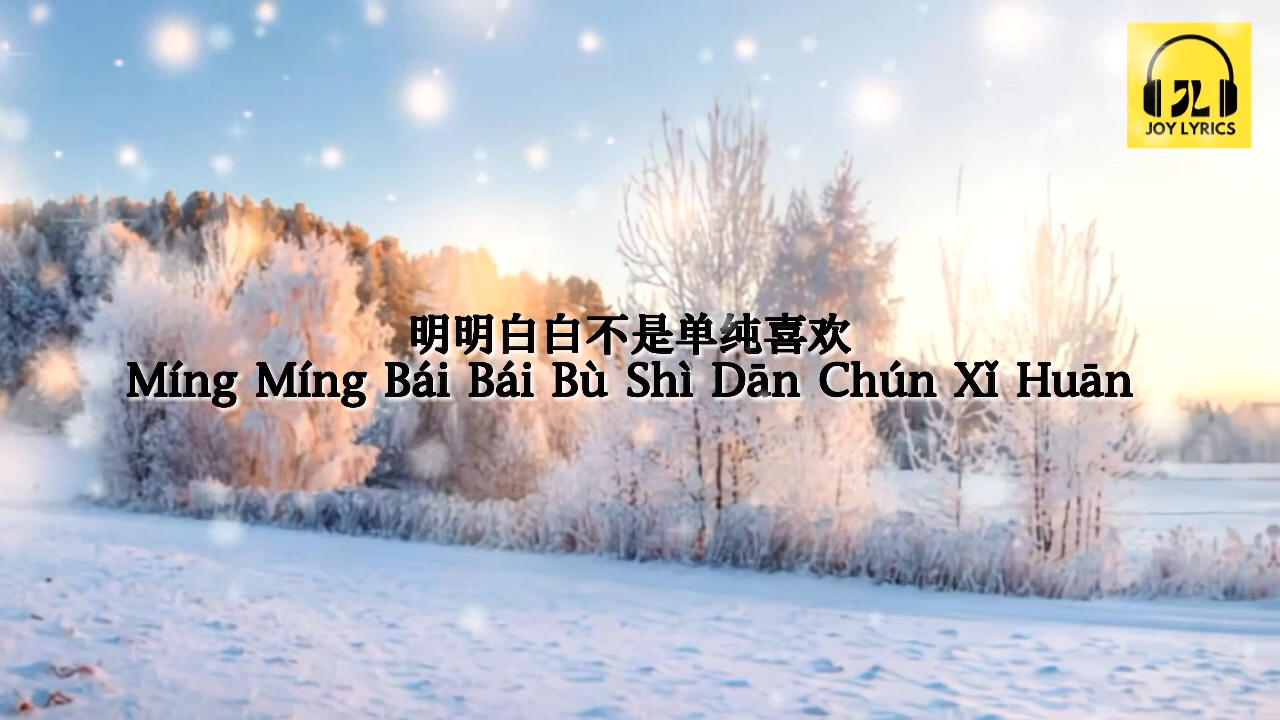 JOY LYRICS
明明白白不是单纯喜欢
Míng Míng Bái Bái Bù Shì Dān Chún Xǐ Huān